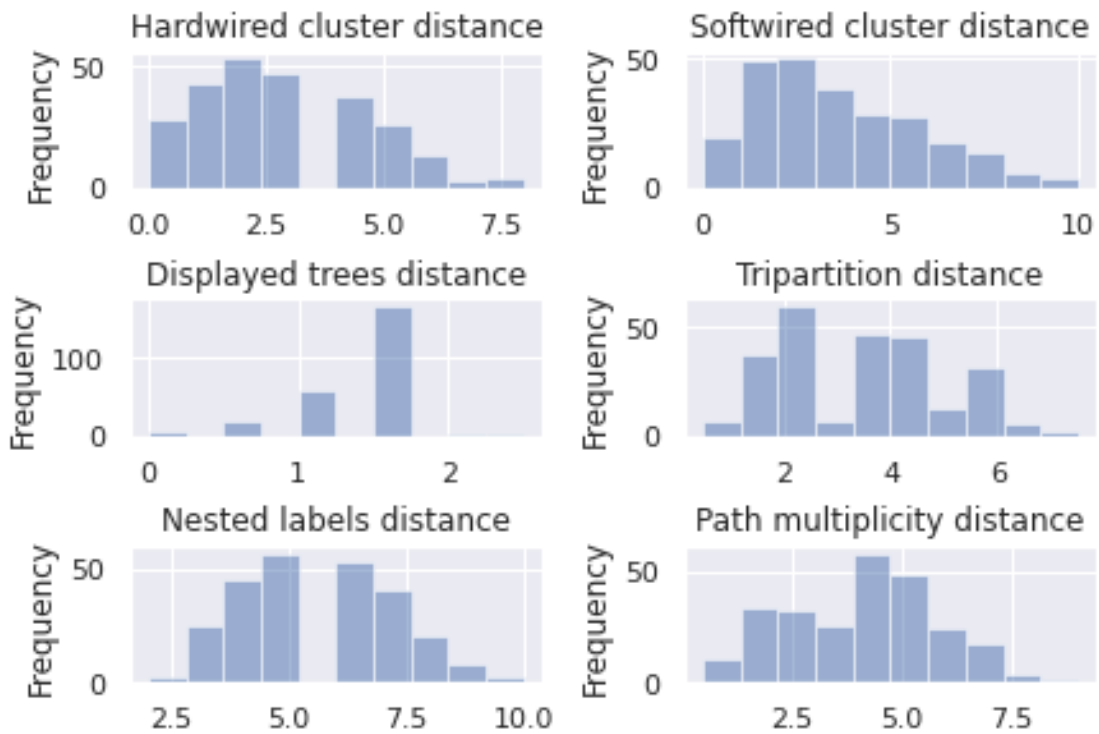 Hardwired cluster distance
Frequency
50
0
0.0 2.5 5.0 7.5
Softwired cluster distance
Frequency
50
0
0 5 10
Displayed trees distance
Frequency
100
0
0 1 2
Tripartition distance
Frequency
50
0
2 4 6
Nested labels distance
Frequency
50
0
2.5 5.0 7.5 10.0
Path multiplicity distance
Frequency
50
0
2.5 5.0 7.5